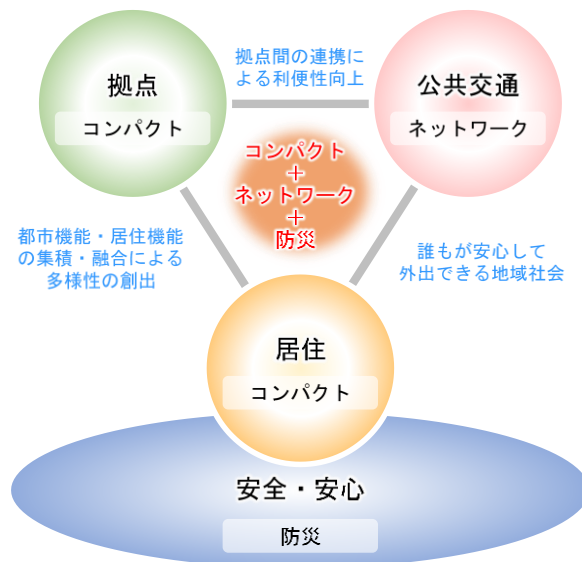 拠点
コンパクト
拠点間の連携に
よる利便性向上
公共交通
ネットワーク
コンパクト
+
ネットワーク
+
防災
都市機能・居住機能
の集積・融合による
多様性の創出
誰もが安心して
外出できる地域社会
居住
コンパクト
安全・安心
防災